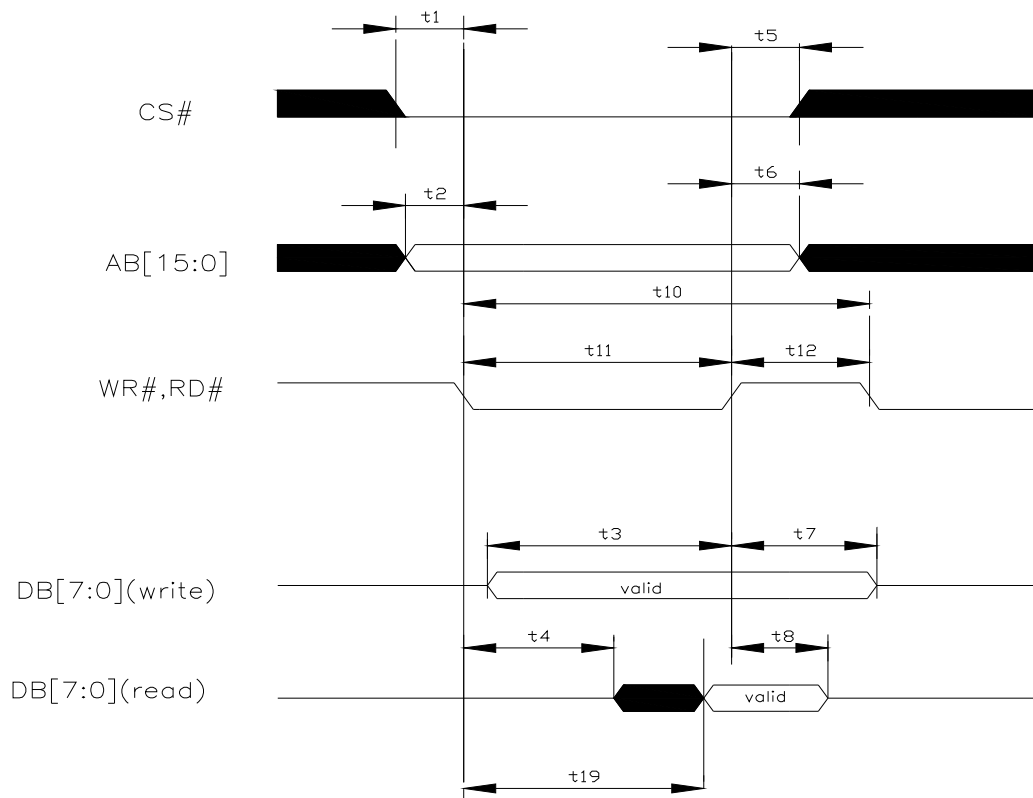 t1
t5
CS#
t6
t2
AB[15:0]
t10
t11
t12
WR#,RD#
t3
t7
DB[7:0](write)
valid
t4
t8
DB[7:0](read)
valid
t19